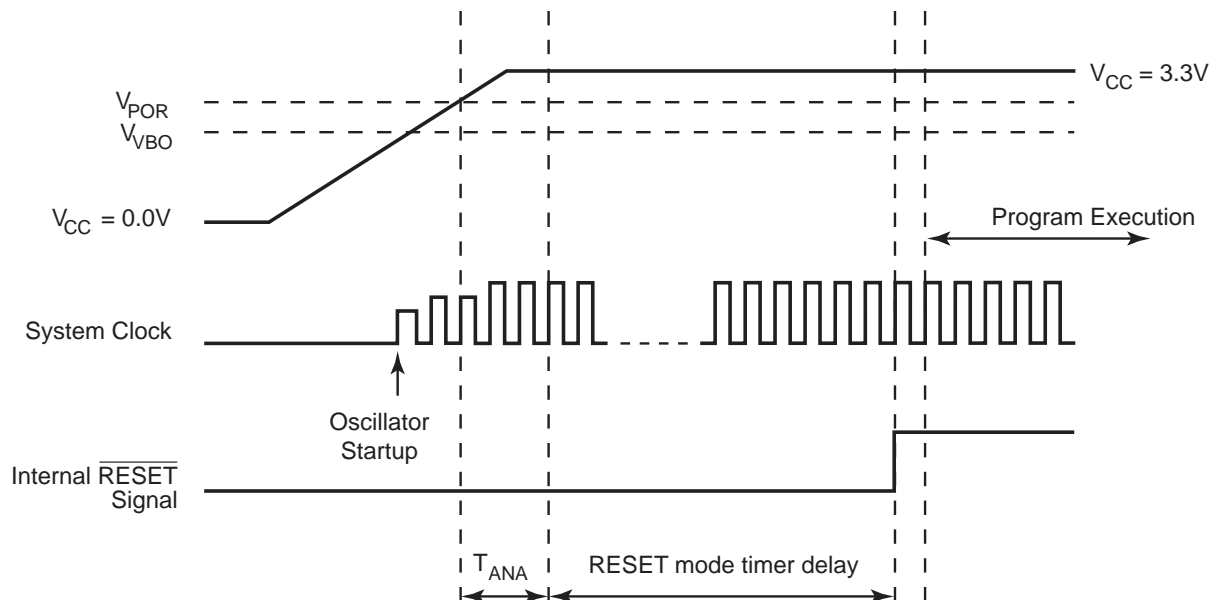 V_CC = 3.3V
V_POR
V_VBO
V_CC = 0.0V
Program Execution
System Clock
Oscillator
Startup
Internal R̅E̅S̅E̅T̅
Signal
T_ANA
RESET mode timer delay